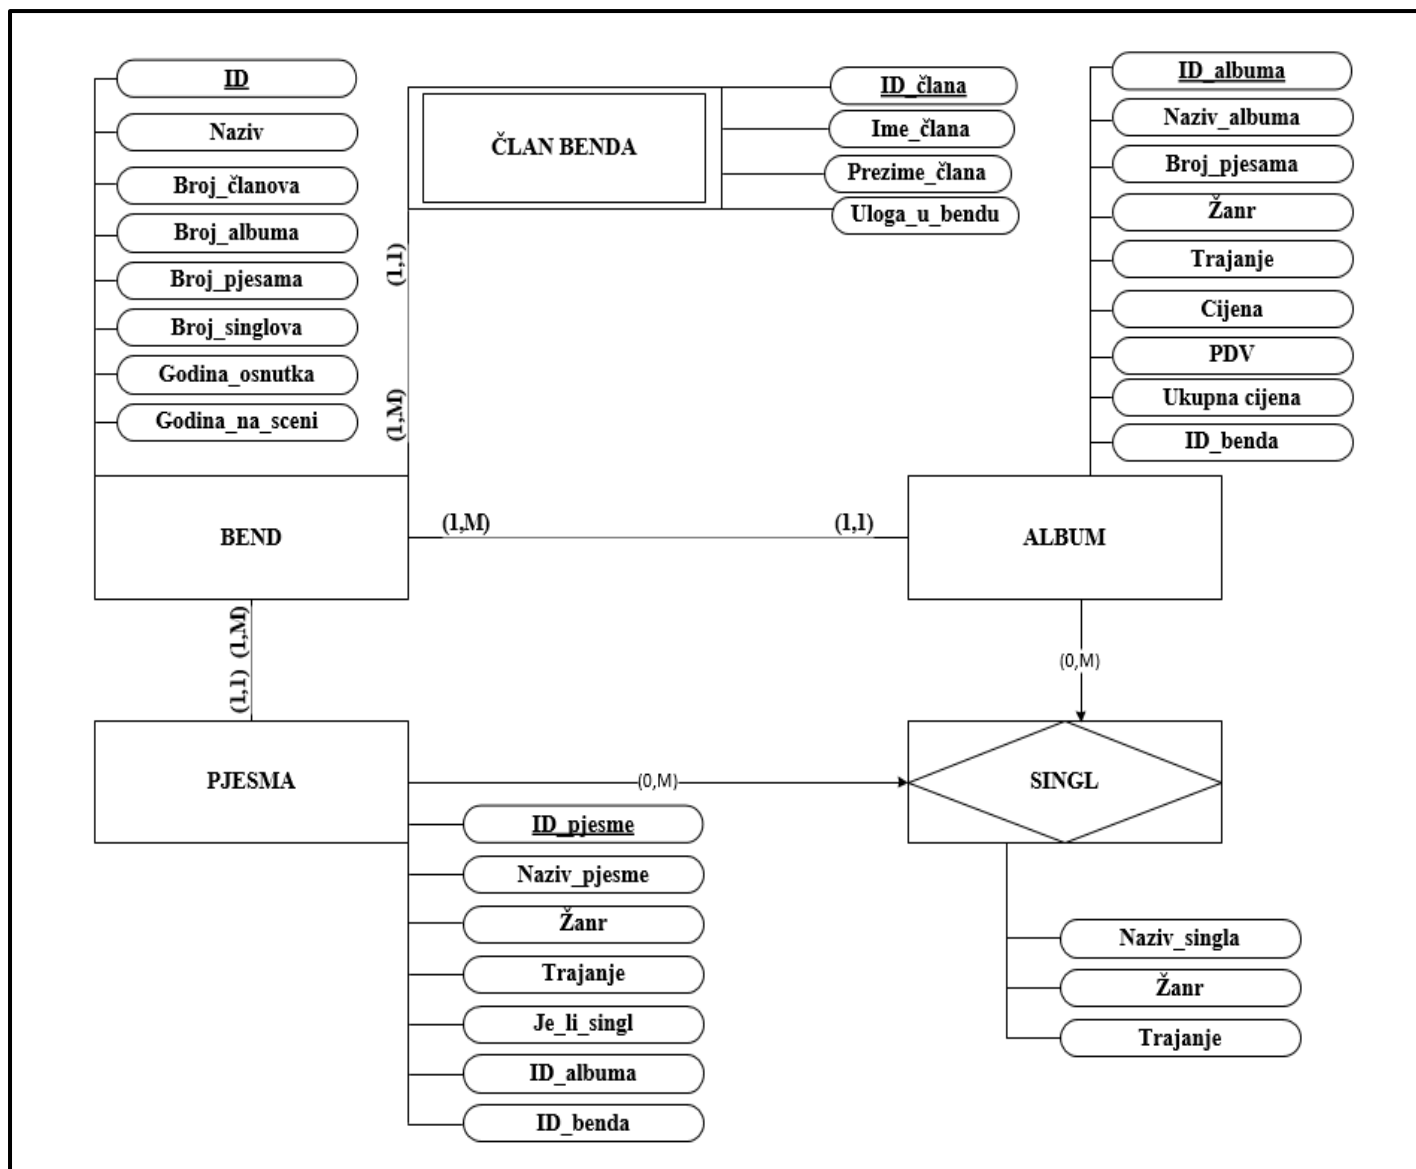 ID
Naziv
Broj_članova
Broj_albuma
Broj_pjesama
Broj_singlova
Godina_osnutka
Godina_na_sceni
ČLAN BENDA
ID_člana
Ime_člana
Prezime_člana
Uloga_u_bendu
ID_albuma
Naziv_albuma
Broj_pjesama
Žanr
Trajanje
Cijena
PDV
Ukupna cijena
ID_benda
(1,1)
(1,M)
BEND
(1,M)
(1,1)
ALBUM
(1,M)
(1,1)
(0,M)
PJESMA
(0,M)
SINGL
ID_pjesme
Naziv_pjesme
Žanr
Trajanje
Je_li_singl
ID_albuma
ID_benda
Naziv_singla
Žanr
Trajanje